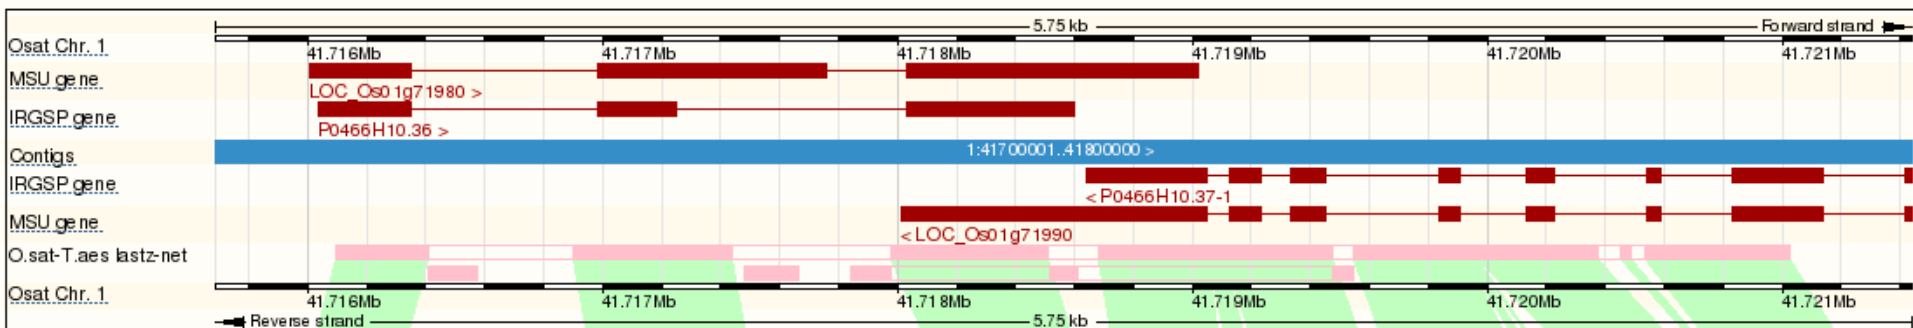 5.75 kb Forward strand
Osat Chr. 1
41.716Mb 41.717Mb 41.718Mb 41.719Mb 41.720Mb 41.721Mb
MSU gene
LOC_Os01g71980 >
IRGSP gene
P0466H10.36 >
Contigs 1:41700001..41800000 >
IRGSP gene
< P0466H10.37-1
MSU gene
< LOC_Os01g71990
O.sat-T.aes lastz-net
Osat Chr. 1
41.716Mb 41.717Mb 41.718Mb 41.719Mb 41.720Mb 41.721Mb
Reverse strand 5.75 kb